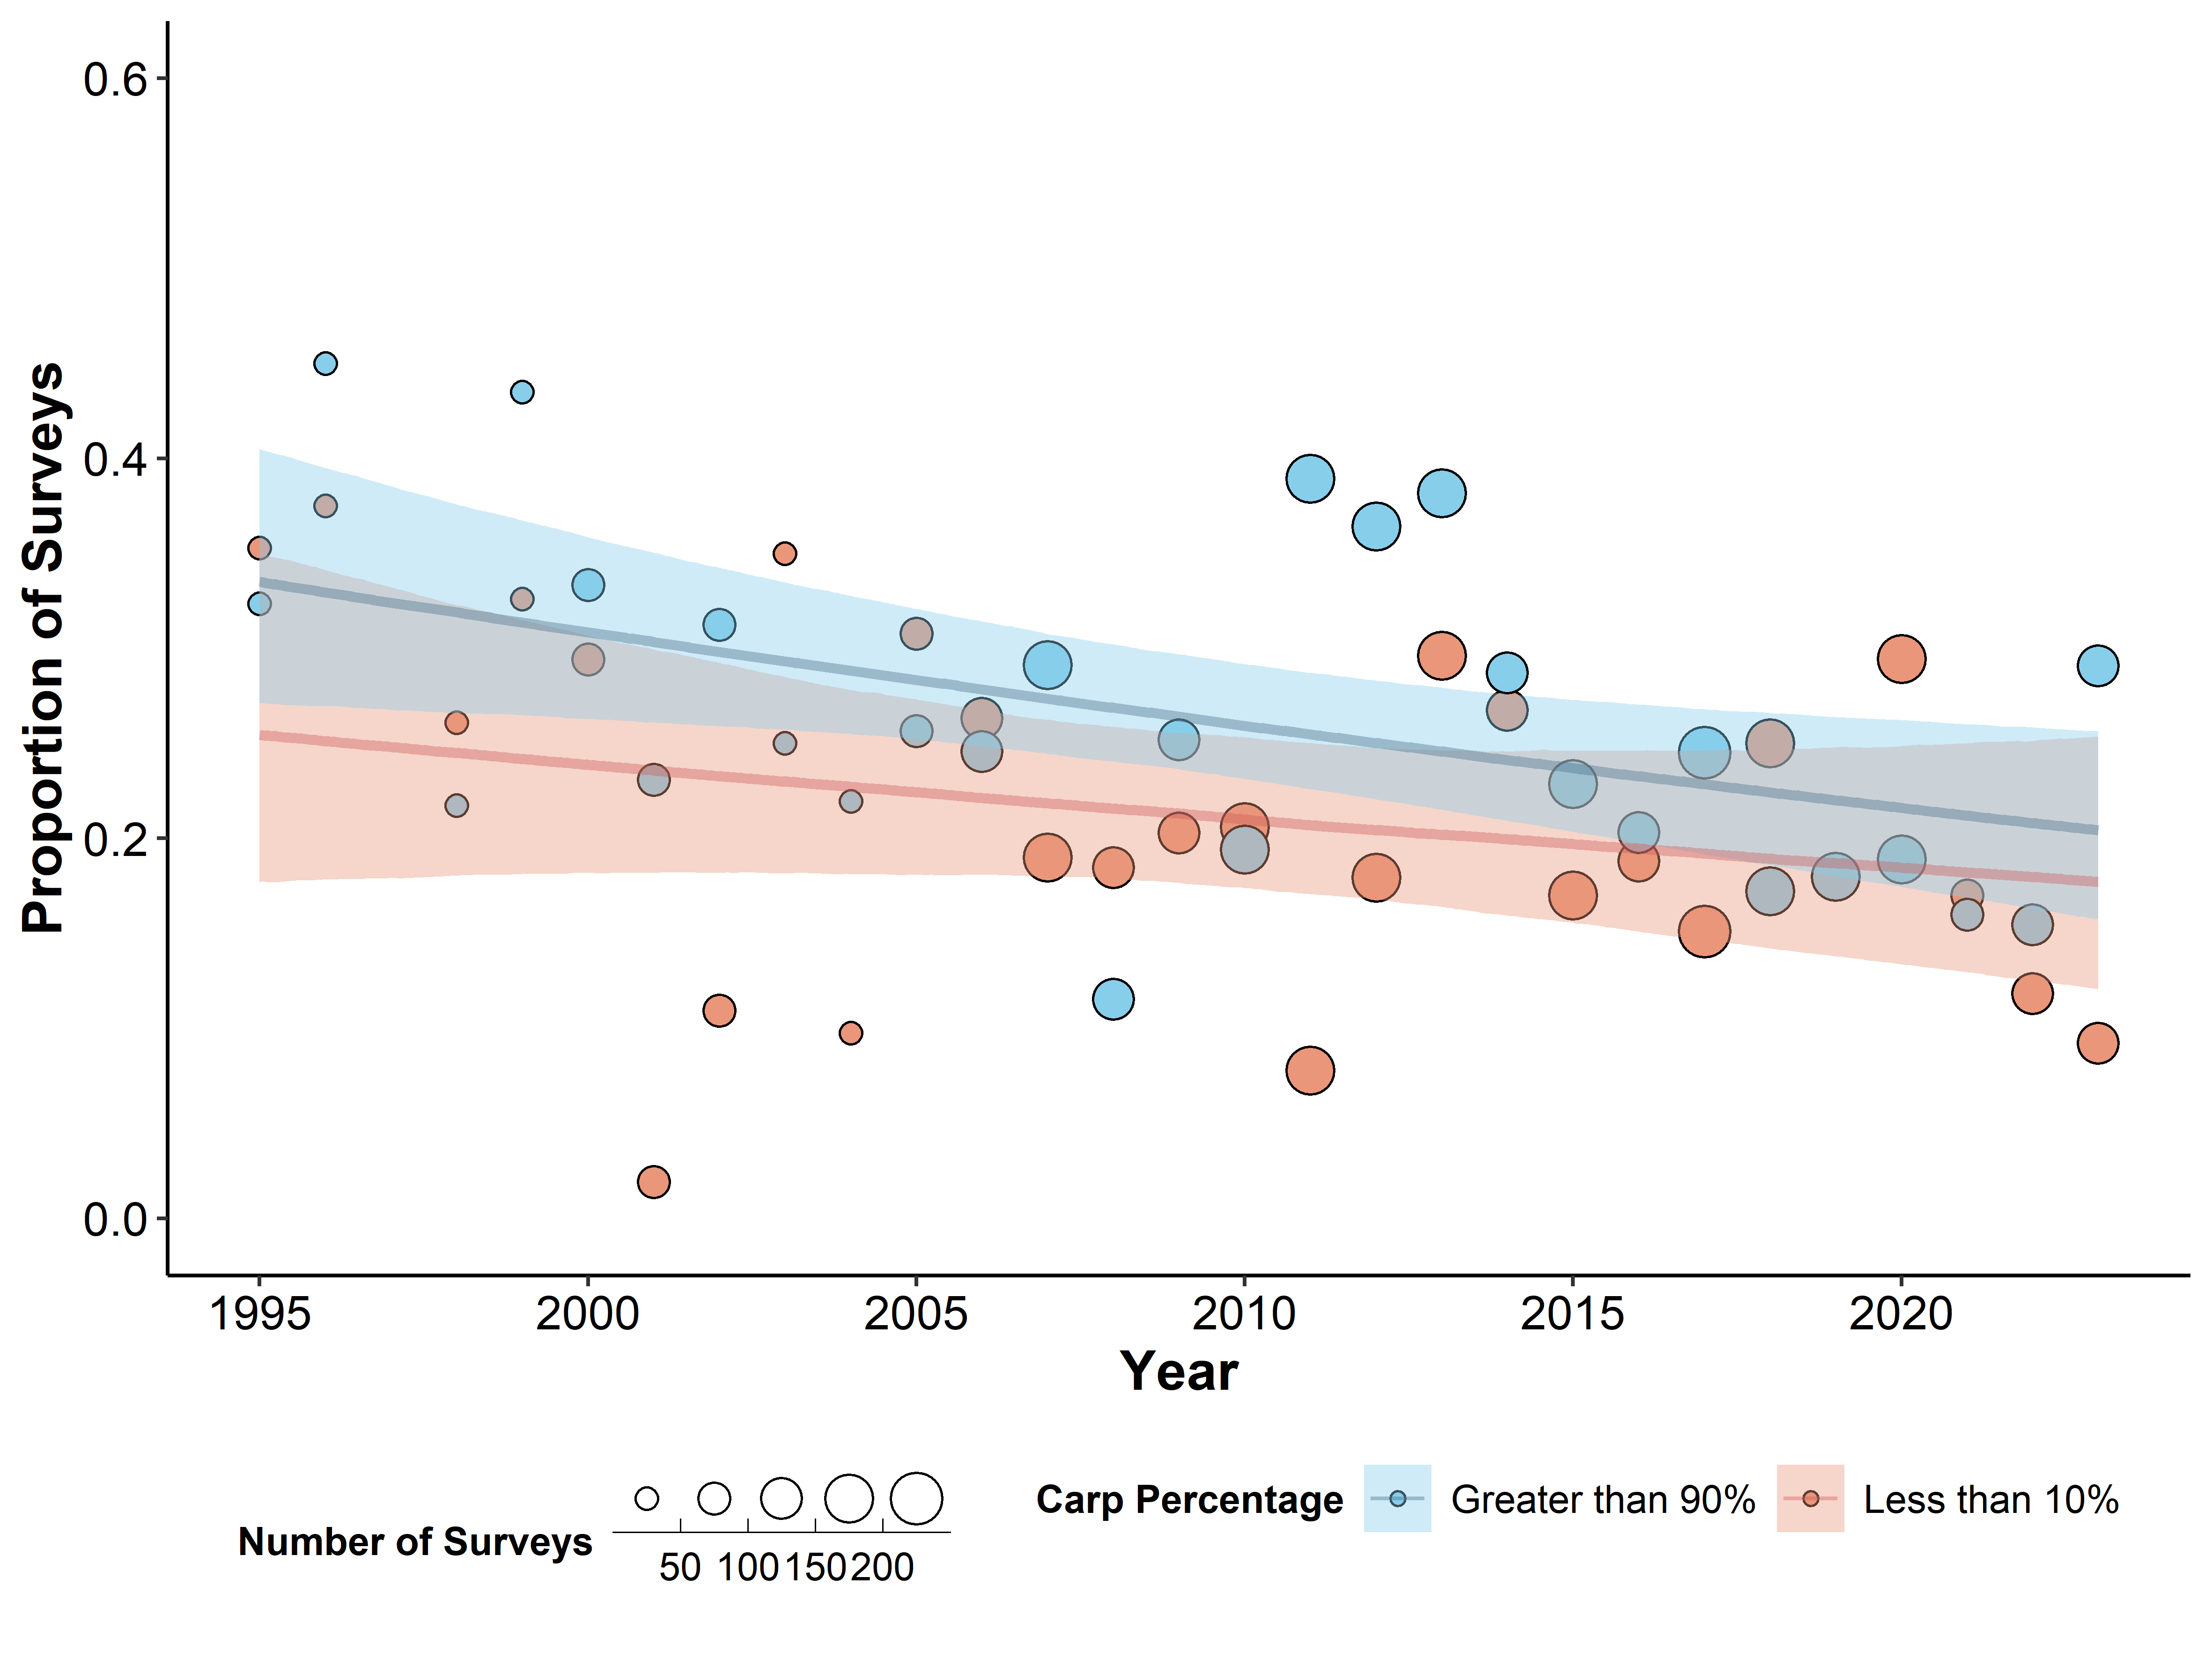 0.6
0.4
0.2
0.0
Proportion of Surveys
1995 2000 2005 2010 2015 2020
Year
Number of Surveys
50 100 150 200
Carp Percentage Greater than 90% Less than 10%